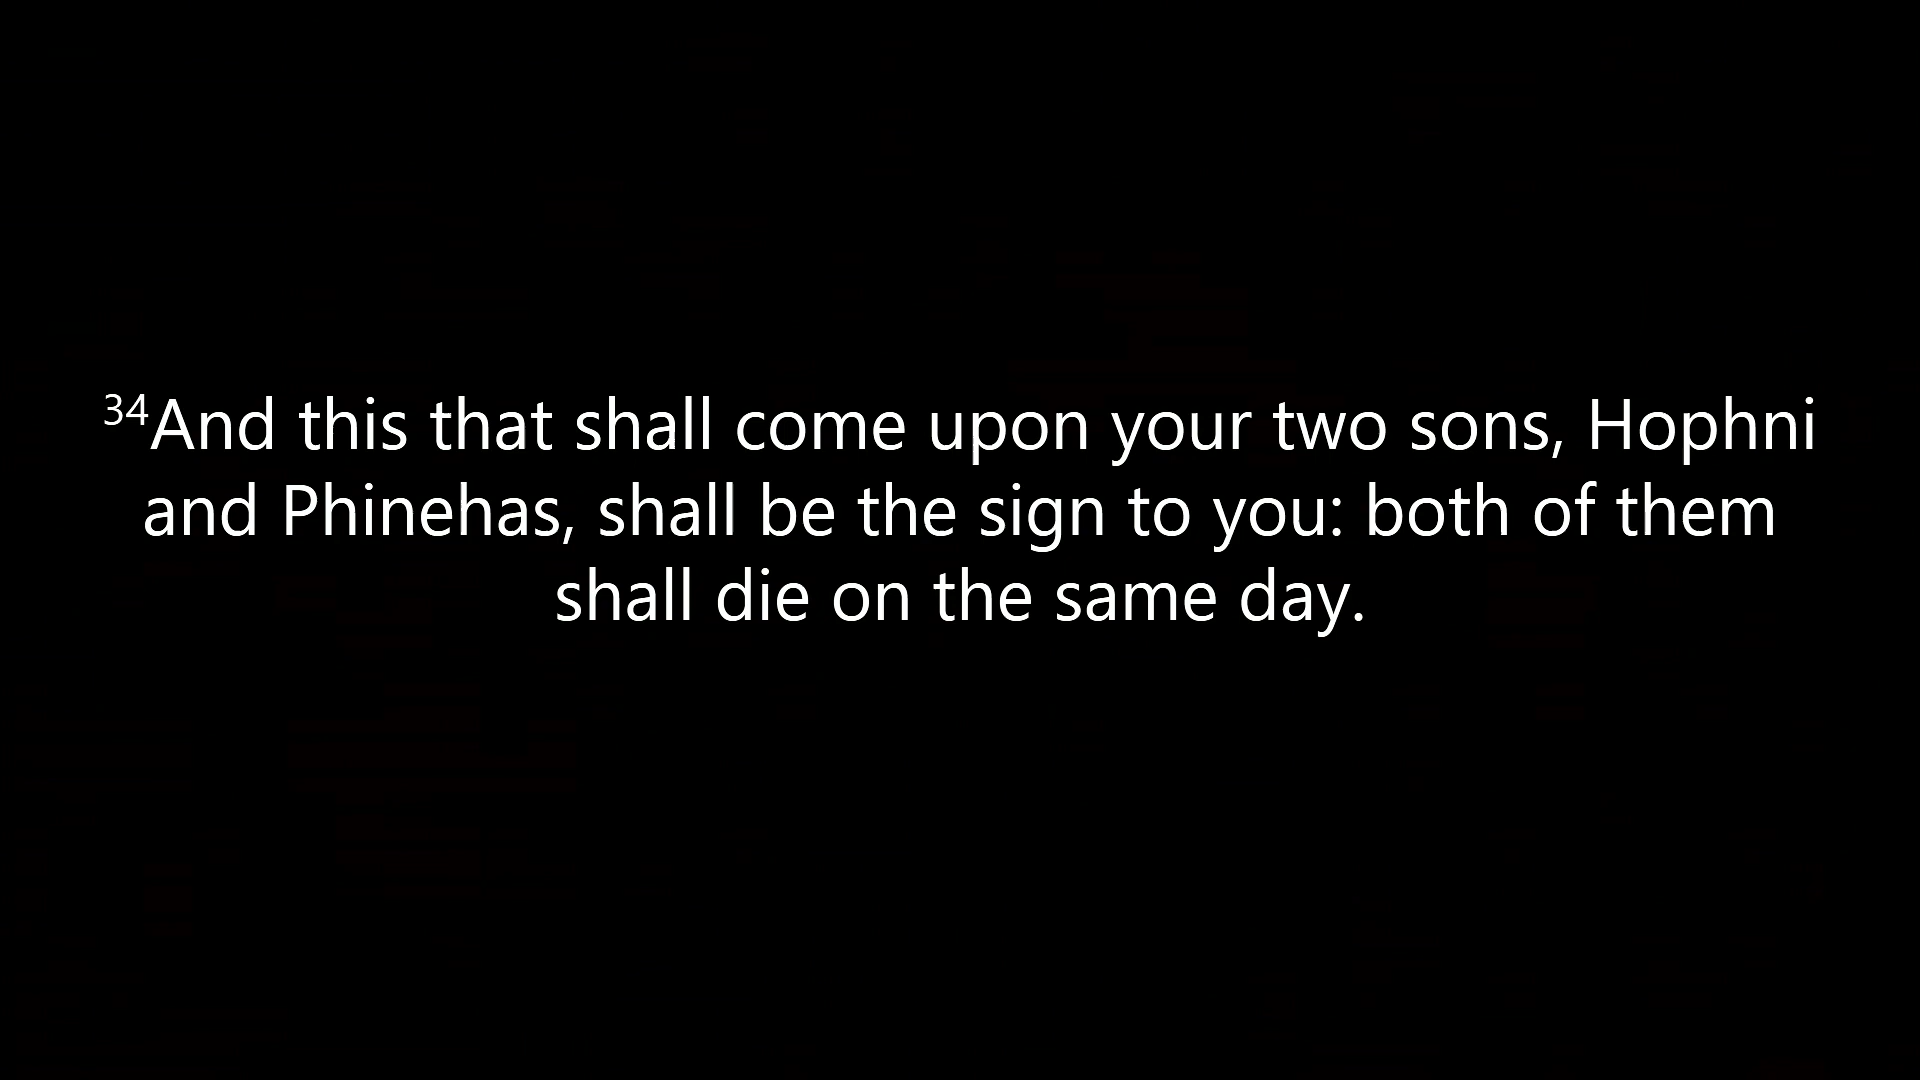 34And this that shall come upon your two sons, Hophni
and Phinehas, shall be the sign to you: both of them
shall die on the same day.